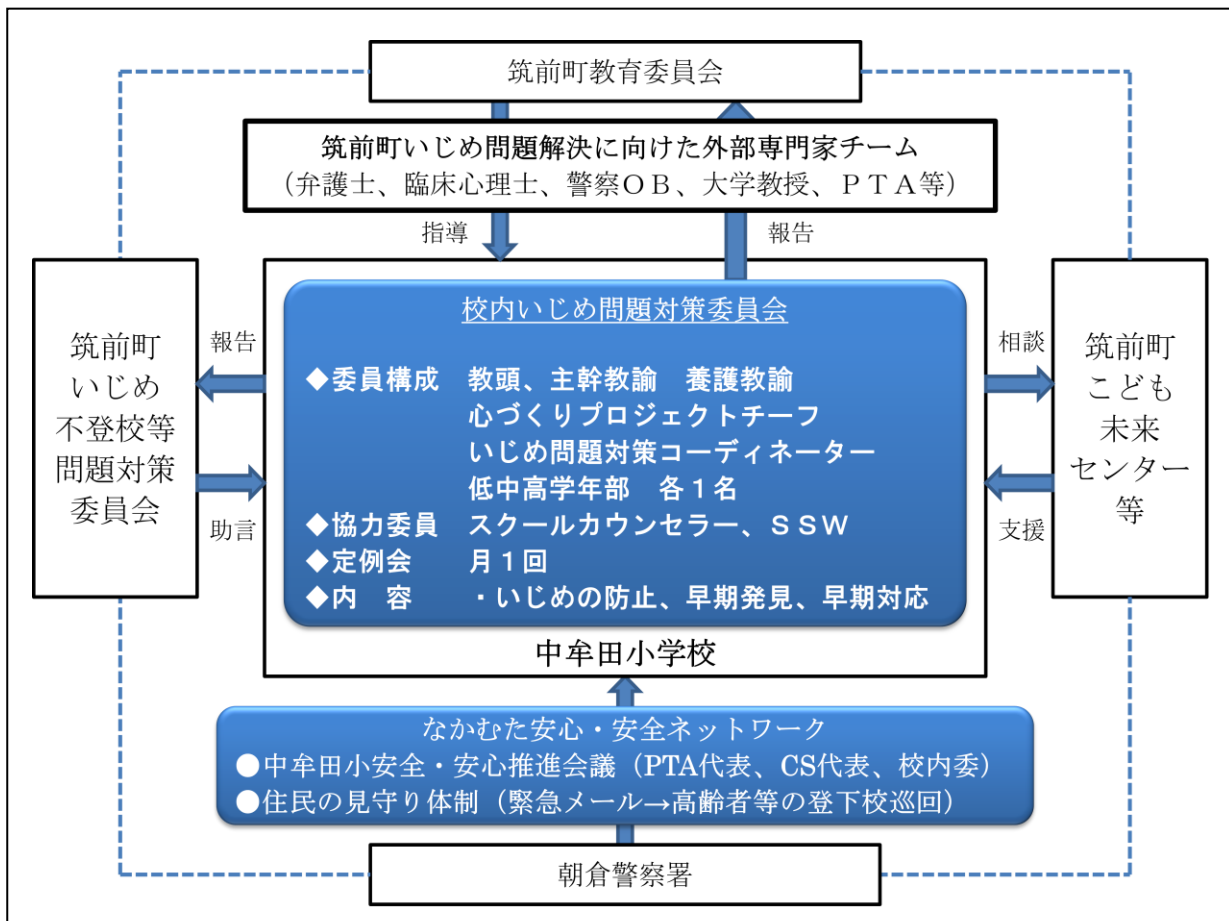 筑前町教育委員会
筑前町いじめ問題解決に向けた外部専門家チーム
（弁護士、臨床心理士、警察ＯＢ、大学教授、ＰＴＡ等）
指導
報告
筑前町
いじめ
不登校等
問題対策
委員会
報告
助言
校内いじめ問題対策委員会
◆委員構成　教頭、主幹教諭　養護教諭
心づくりプロジェクトチーフ
いじめ問題対策コーディネーター
低中高学年部　各１名
◆協力委員　スクールカウンセラー、ＳＳＷ
◆定例会　月１回
◆内　容　・いじめの防止、早期発見、早期対応
中牟田小学校
相談
支援
筑前町
こども
未来
センター
等
なかむた安心・安全ネットワーク
●中牟田小安全・安心推進会議（PTA代表、CS代表、校内委）
●住民の見守り体制（緊急メール→高齢者等の登下校巡回）
朝倉警察署